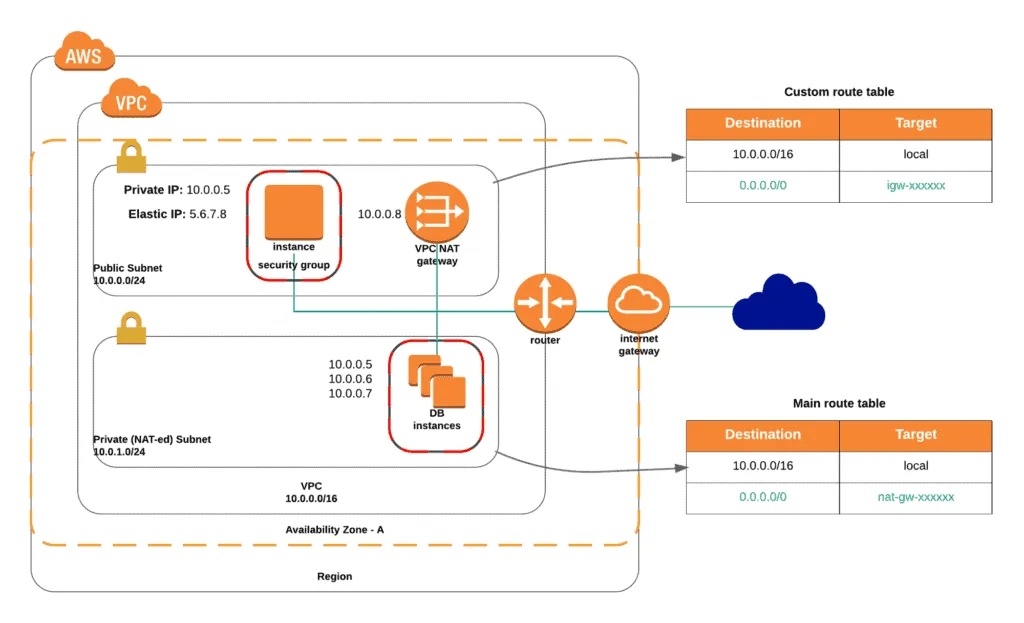 AWS
VPC
Private IP: 10.0.0.5
Elastic IP: 5.6.7.8
instance
security group
10.0.0.8
VPC NAT
gateway
Public Subnet
10.0.0.0/24
router
internet
gateway
10.0.0.5
10.0.0.6
10.0.0.7
DB
instances
Private (NAT-ed) Subnet
10.0.1.0/24
VPC
10.0.0.0/16
Availability Zone - A
Region
Custom route table
Destination Target
10.0.0.0/16 local
0.0.0.0/0 igw-xxxxxx
Main route table
Destination Target
10.0.0.0/16 local
0.0.0.0/0 nat-gw-xxxxxx